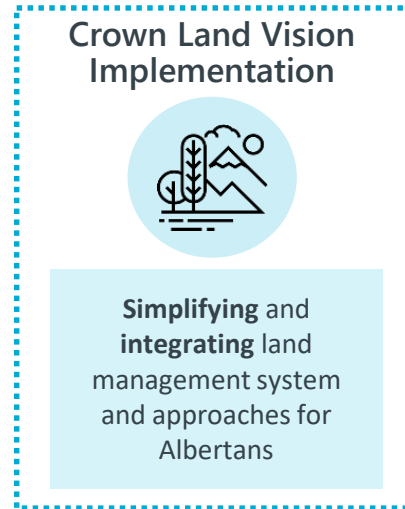 Crown Land Vision
Implementation
Simplifying and
integrating land
management system
and approaches for
Albertans